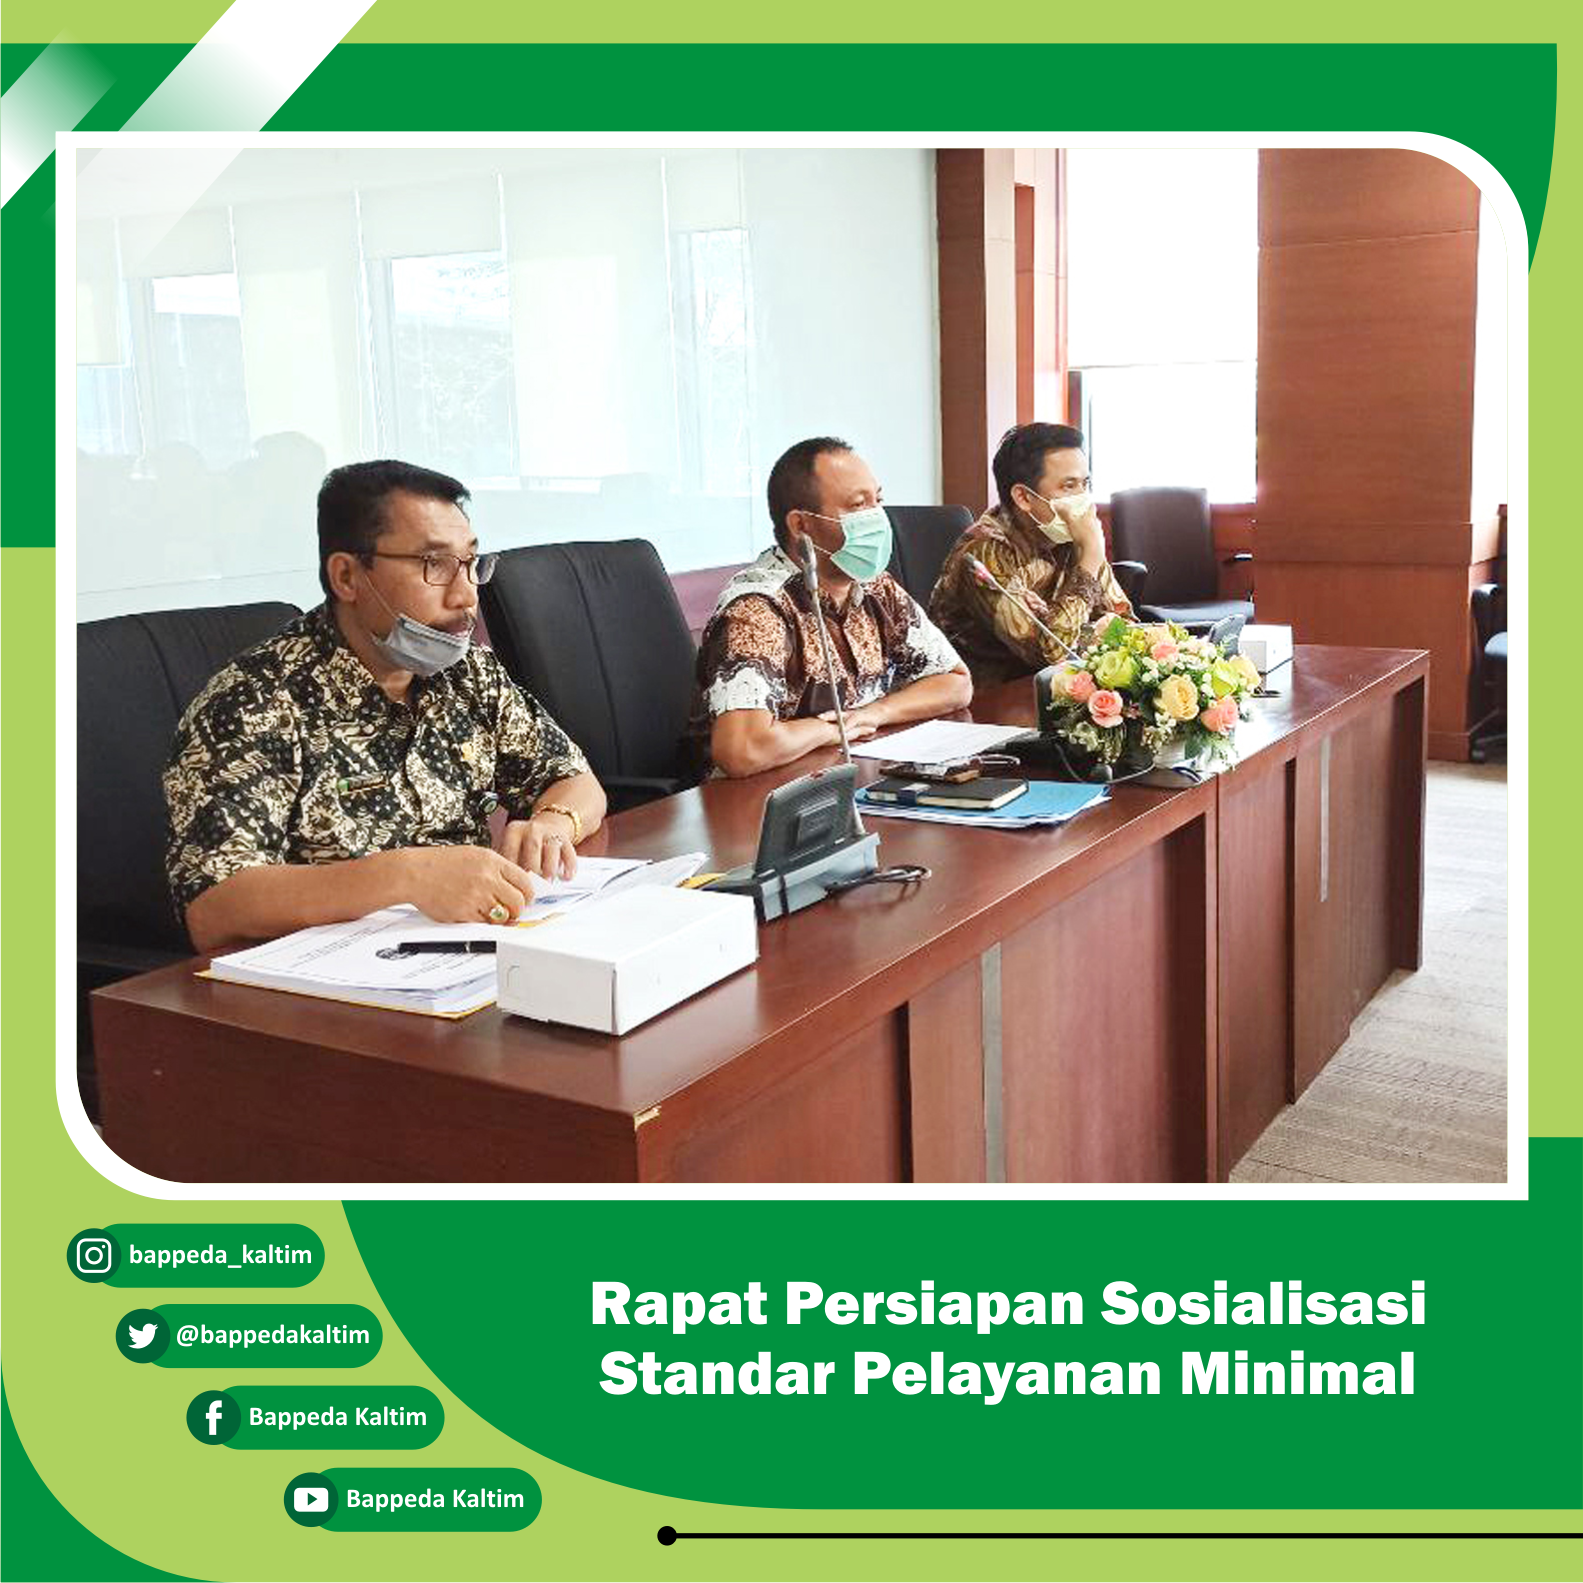 bappeda_kaltim
@bappedakaltim
Bappeda Kaltim
Bappeda Kaltim
Rapat Persiapan Sosialisasi
Standar Pelayanan Minimal